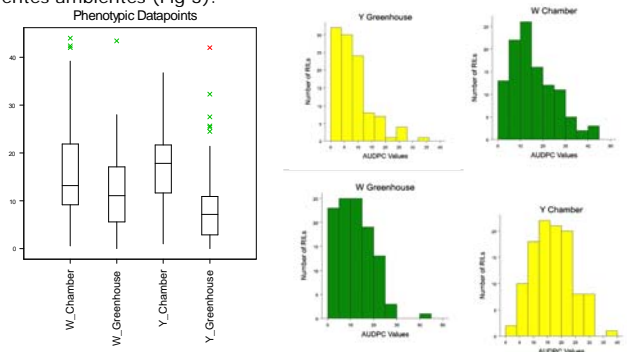 entes ambientes (Fig 3).
Phenotypic Datapoints
40
30
20
10
0
W_Chamber
W_Greenhouse
Y_Chamber
Y_Greenhouse
Y Greenhouse
Number of RILs
AUDPC Values
W Chamber
Number of RILs
AUDPC Values
W Greenhouse
Number of RILs
AUDPC Values
Y Chamber
Number of RILs
AUDPC Values